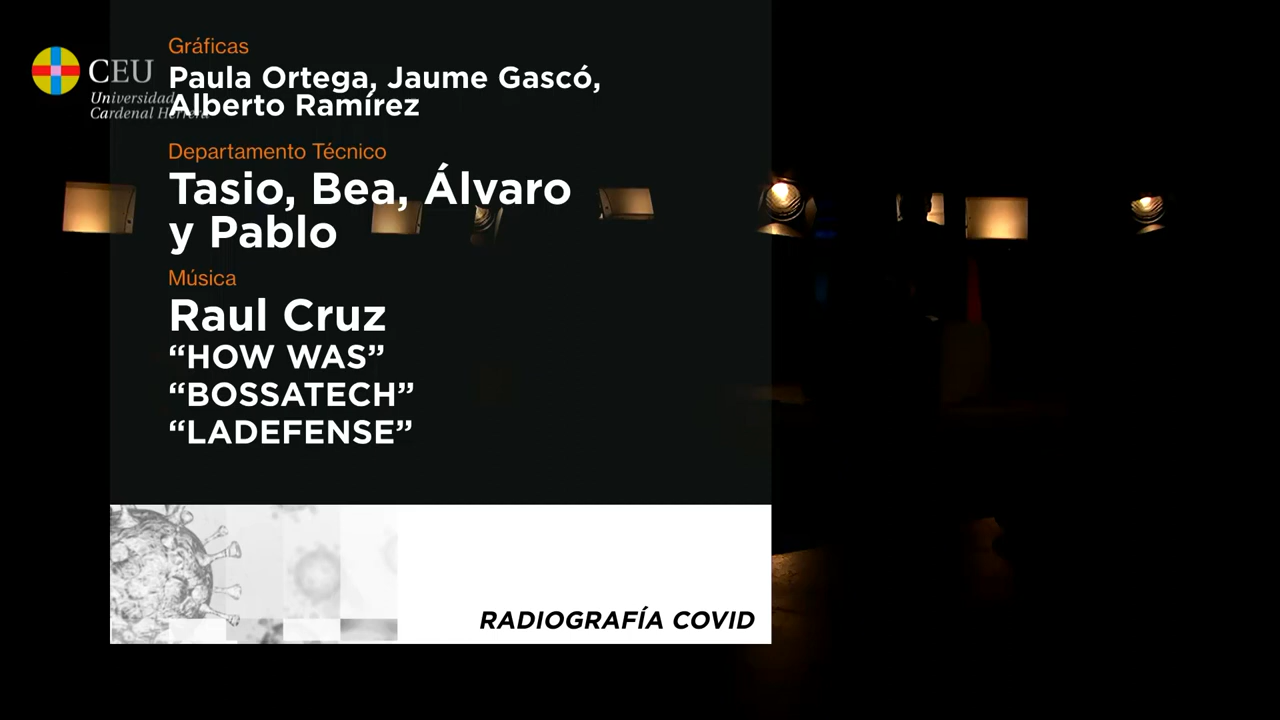 CEU
Universidad
Cardenal Herrera
Gráficas
Paula Ortega, Jaume Gascó,
Alberto Ramírez
Departamento Técnico
Tasio, Bea, Álvaro
y Pablo
Música
Raul Cruz
“HOW WAS”
“BOSSATECH”
“LADEFENSE”
RADIOGRAFÍA COVID